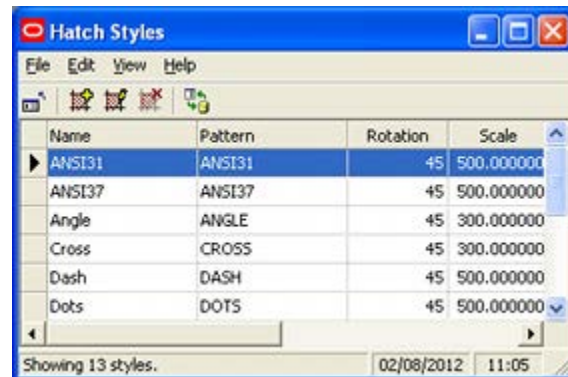 Hatch Styles
File Edit View Help
Name Pattern Rotation Scale
ANSI31 ANSI31 45 500.000000
ANSI37 ANSI37 45 500.000000
Angle ANGLE 45 300.000000
Cross CROSS 45 300.000000
Dash DASH 45 500.000000
Dots DOTS 45 500.000000
Showing 13 styles. 02/08/2012 11:05